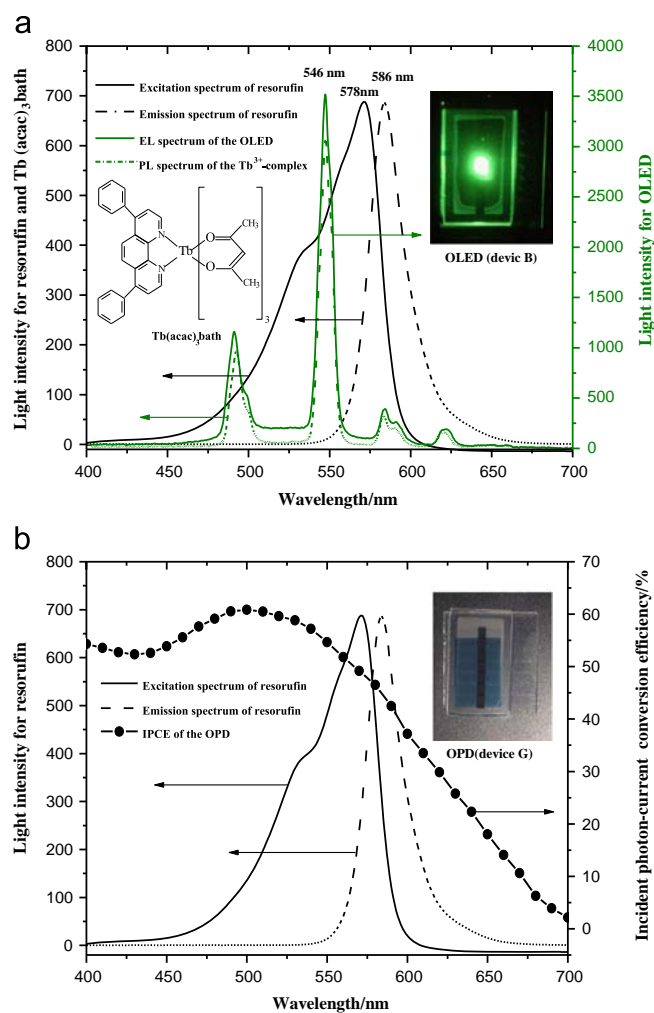 a
800
700
600
500
400
300
200
100
0
Light intensity for resorufin and Tb (acac)3bath
4000
3500
3000
2500
2000
1500
1000
500
0
Light intensity for OLED
Excitation spectrum of resorufin
Emission spectrum of resorufin
EL spectrum of the OLED
PL spectrum of the Tb3+-complex
546 nm
586 nm
578nm
OLED (devic B)
N
N
Tb
O
O
CH3
CH3
3
Tb(acac)3bath
400 450 500 550 600 650 700
Wavelength/nm
b
800
700
600
500
400
300
200
100
0
Light intensity for resorufin
70
60
50
40
30
20
10
0
Incident photon-current conversion efficiency/%
Excitation spectrum of resorufin
Emission spectrum of resorufin
IPCE of the OPD
OPD(device G)
400 450 500 550 600 650 700
Wavelength/nm